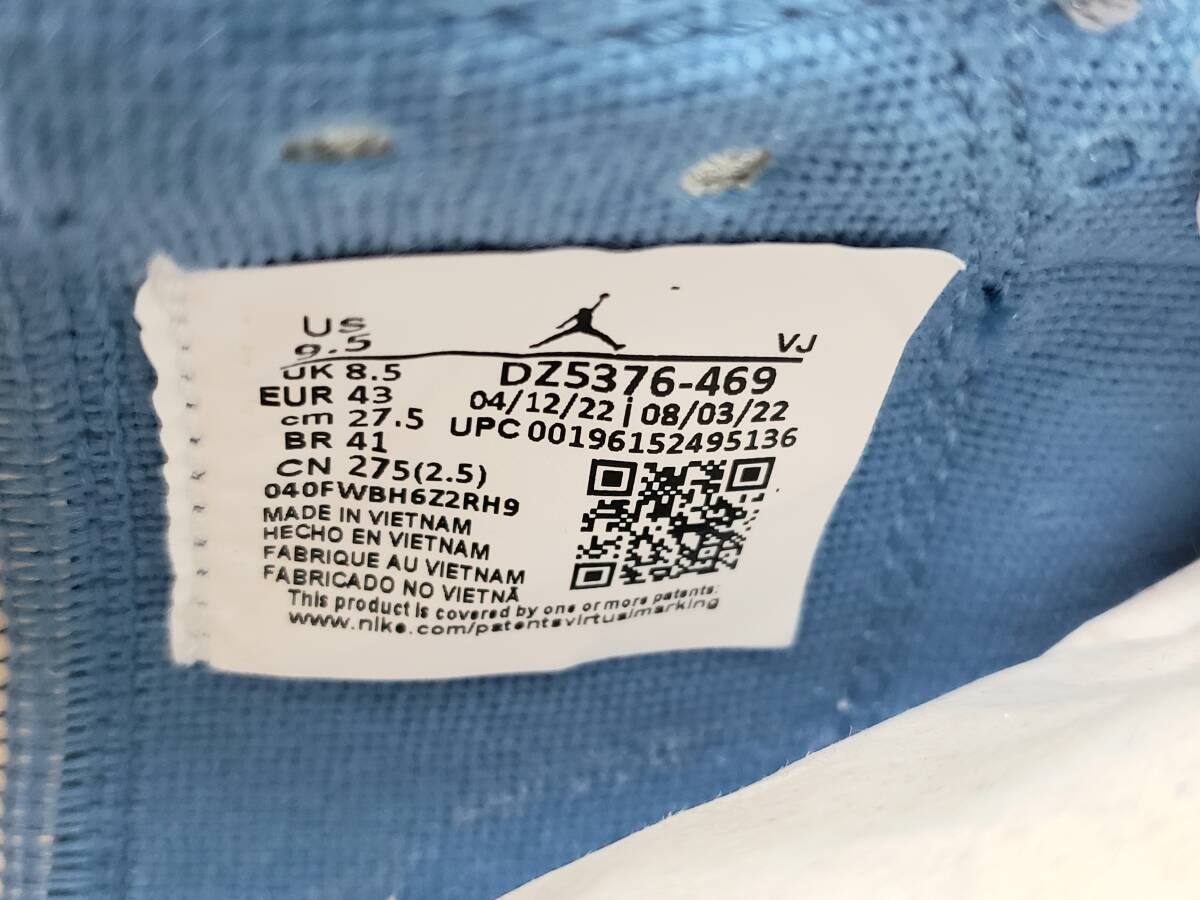 US
9.5
VJ
UK 8.5
EUR 43
cm 27.5
BR 41
CN 275(2.5)
040FWBH6Z2RH9
MADE IN VIETNAM
HECHO EN VIETNAM
FABRIQUE AU VIETNAM
FABRICADO NO VIETNÃ
DZ5376-469
04/12/22 | 08/03/22
UPC 00196152495136
This product is covered by one or more patents:
www.nike.com/patentsvirtualmarking